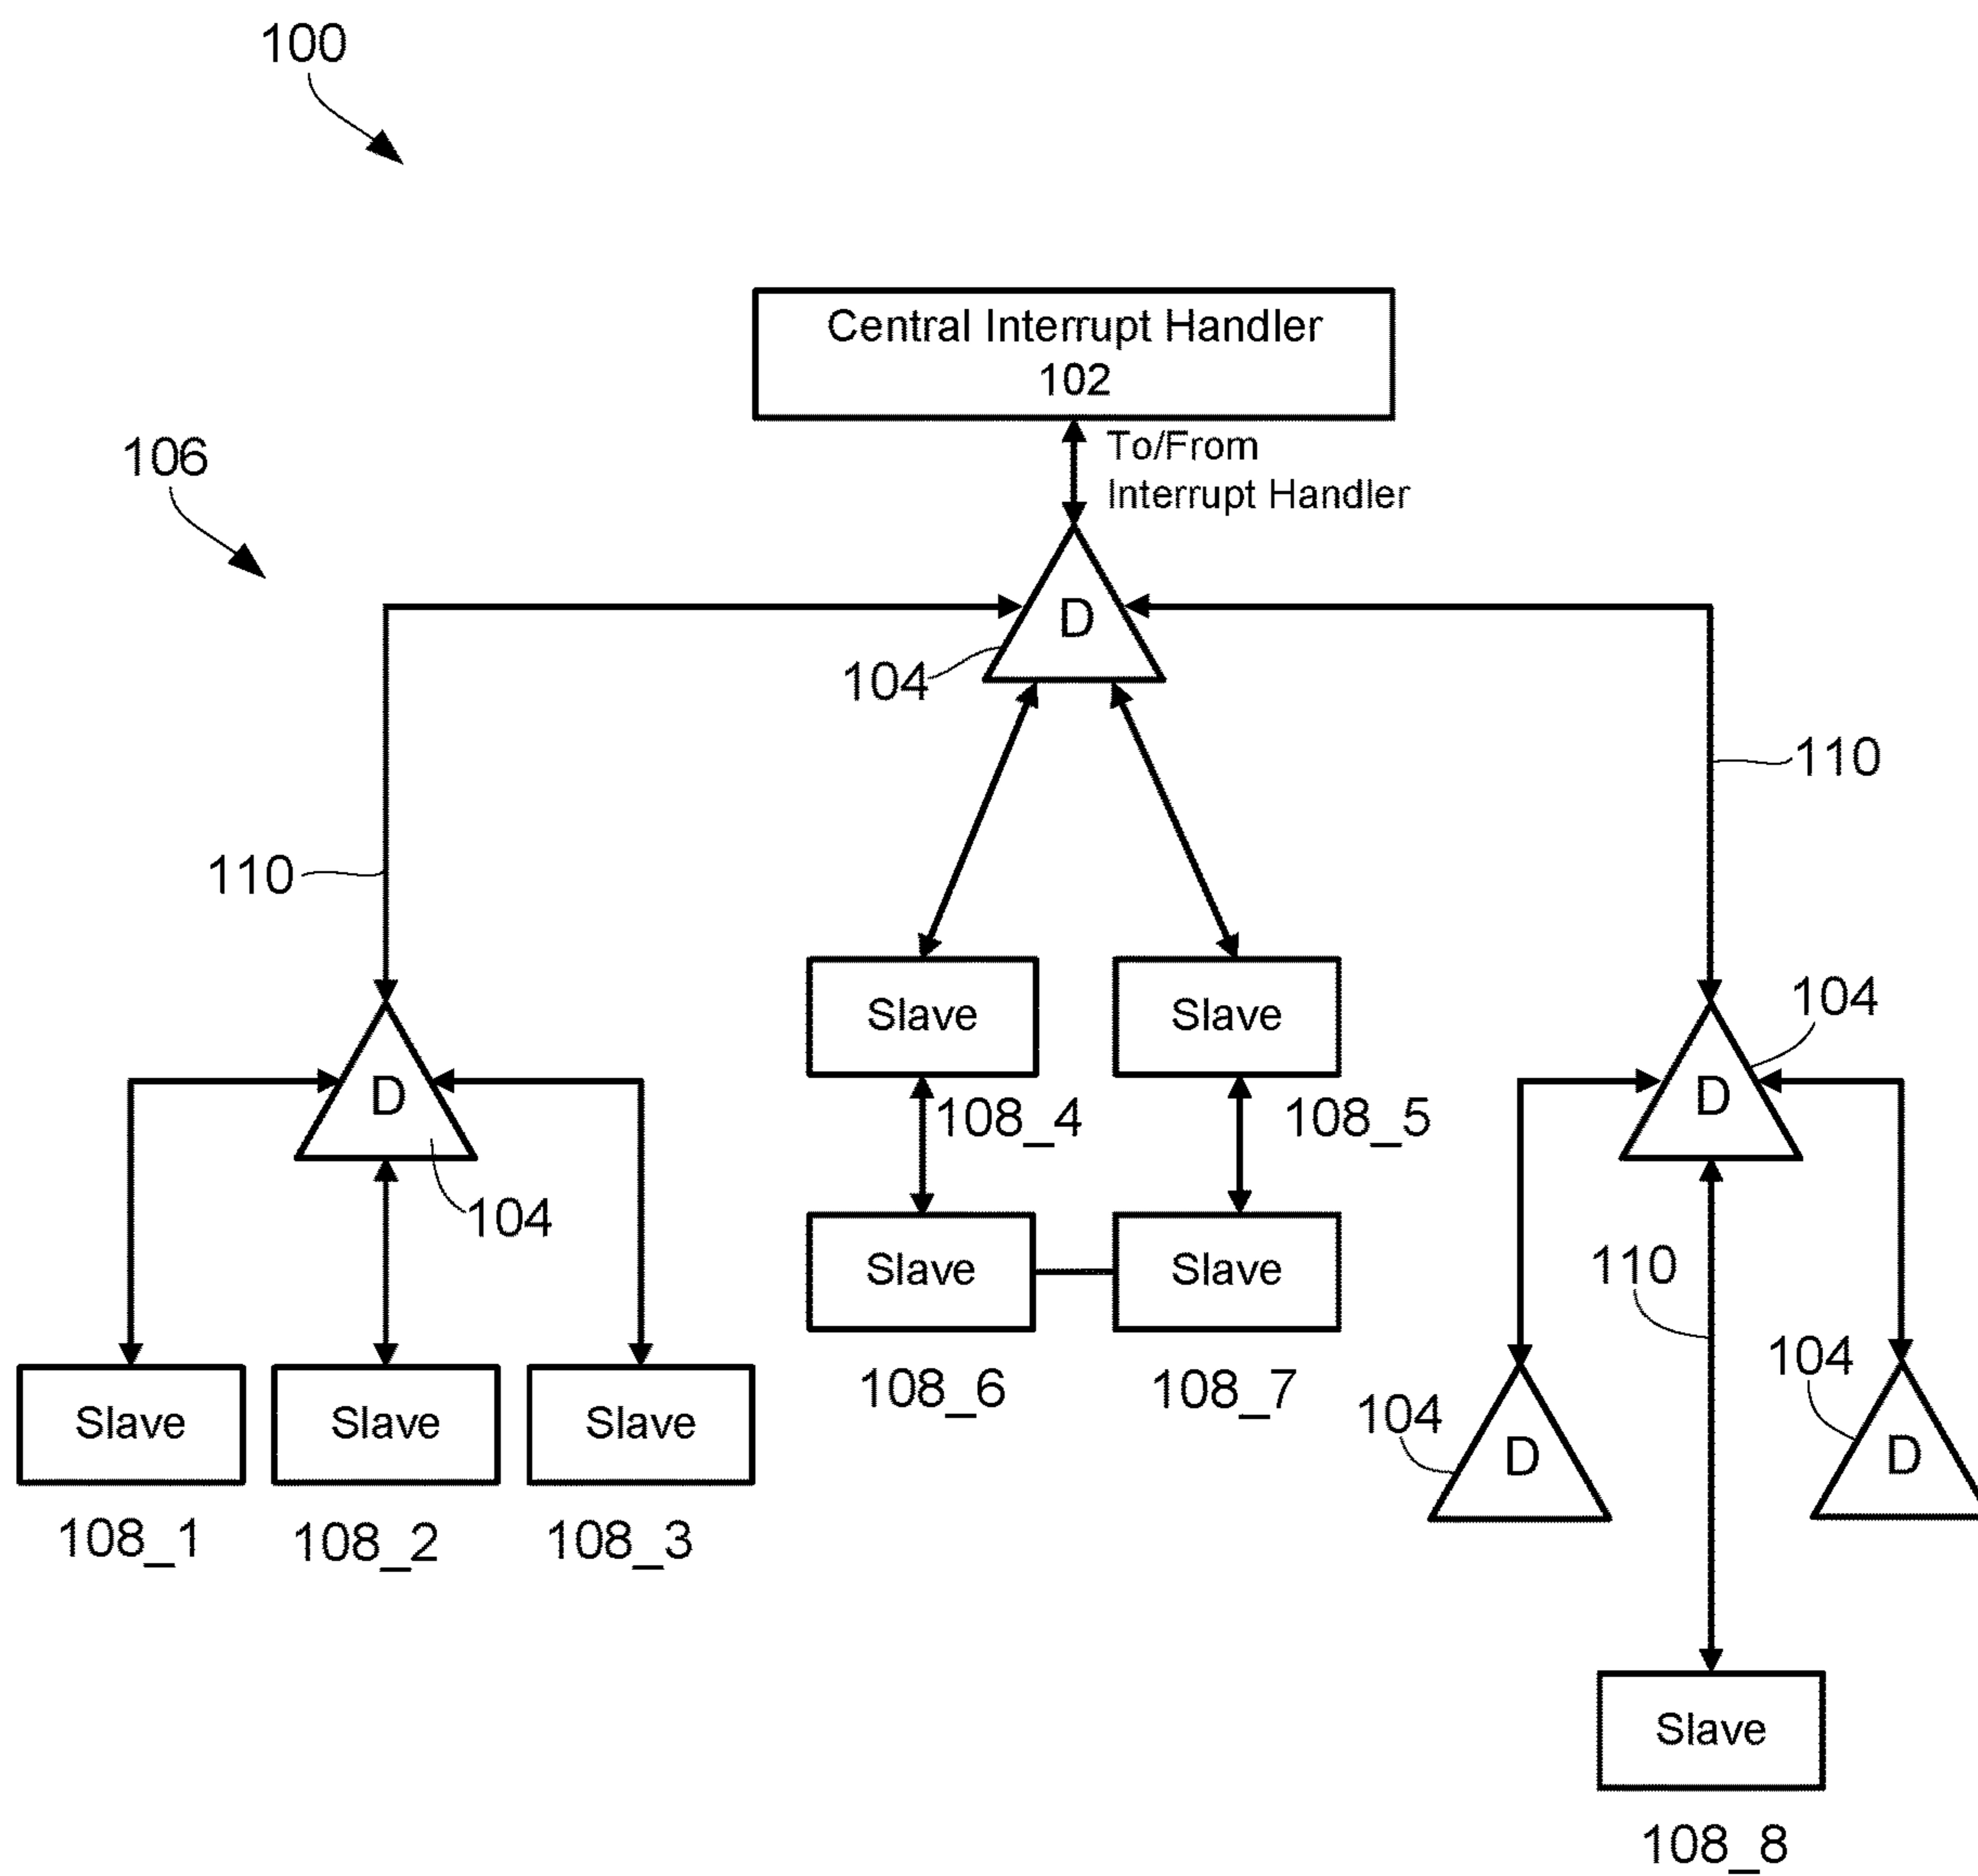 100
Central Interrupt Handler
102
To/From
Interrupt Handler
106
D
104
110
110
Slave
Slave
104
D
D
108_4
108_5
104
110
Slave
Slave
104
104
108_6
108_7
Slave
Slave
Slave
D
D
108_1
108_2
108_3
Slave
108_8